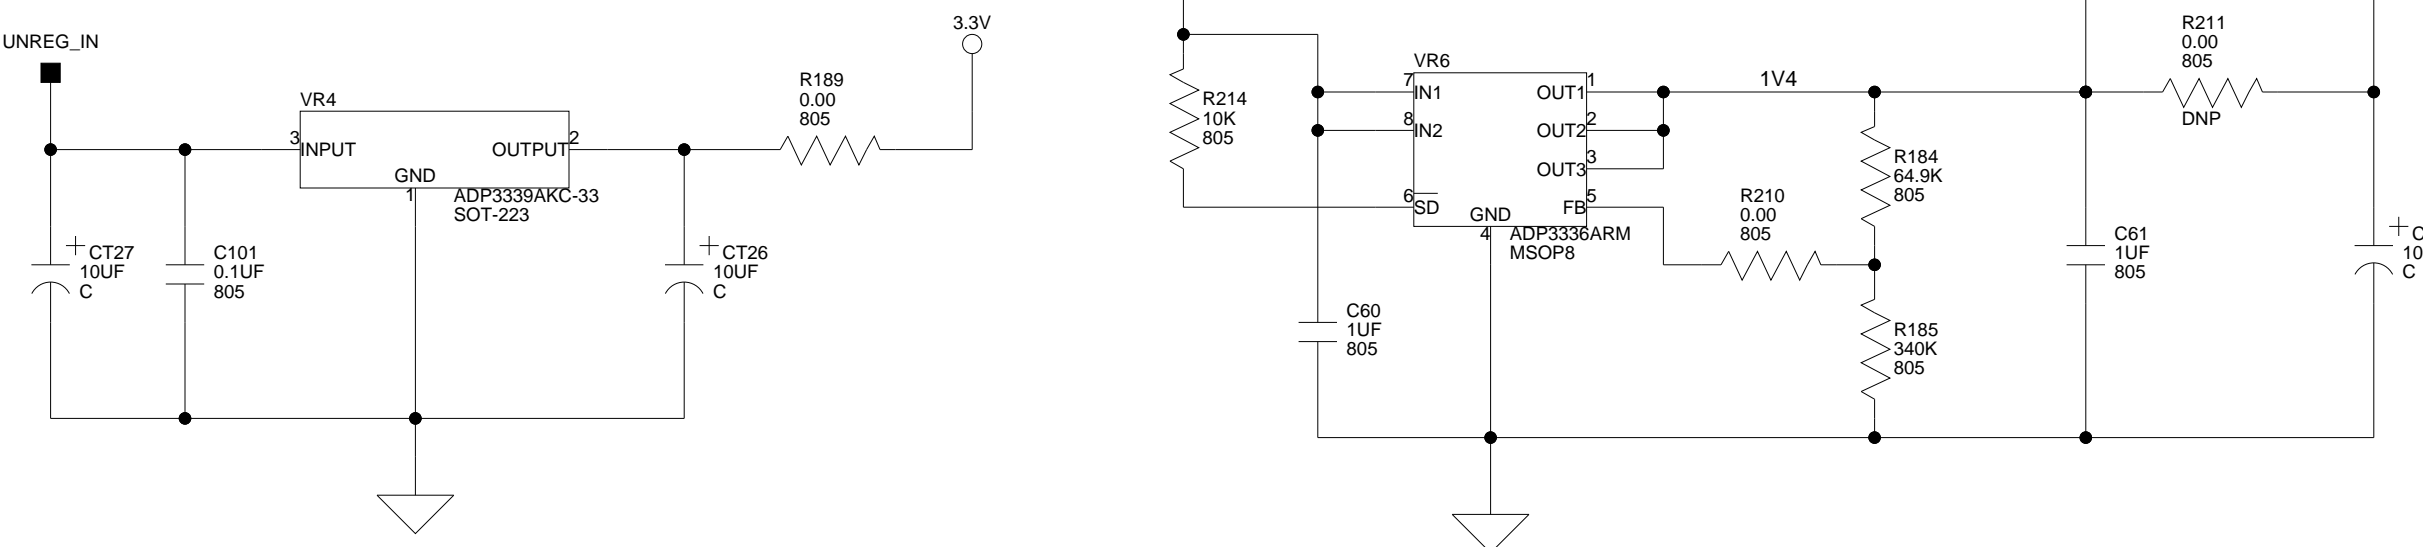 UNREG_IN
3.3V
R189
0.00
805
VR4
3
INPUT
OUTPUT
2
GND
1
ADP3339AKC-33
SOT-223
+
CT27
10UF
C
C101
0.1UF
805
+
CT26
10UF
C
R214
10K
805
VR6
7
IN1
8
IN2
6
SD
GND
4
OUT1
1
OUT2
2
OUT3
3
FB
5
ADP3336ARM
MSOP8
1V4
R210
0.00
805
R184
64.9K
805
R185
340K
805
C60
1UF
805
C61
1UF
805
R211
0.00
805
DNP
+
C
10
C